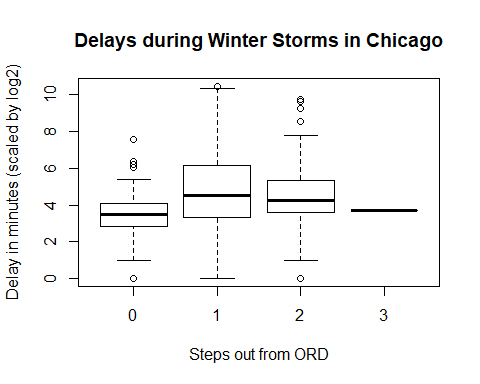 Delays during Winter Storms in Chicago
Delay in minutes (scaled by log2)
10
8
6
4
2
0
0 1 2 3
Steps out from ORD